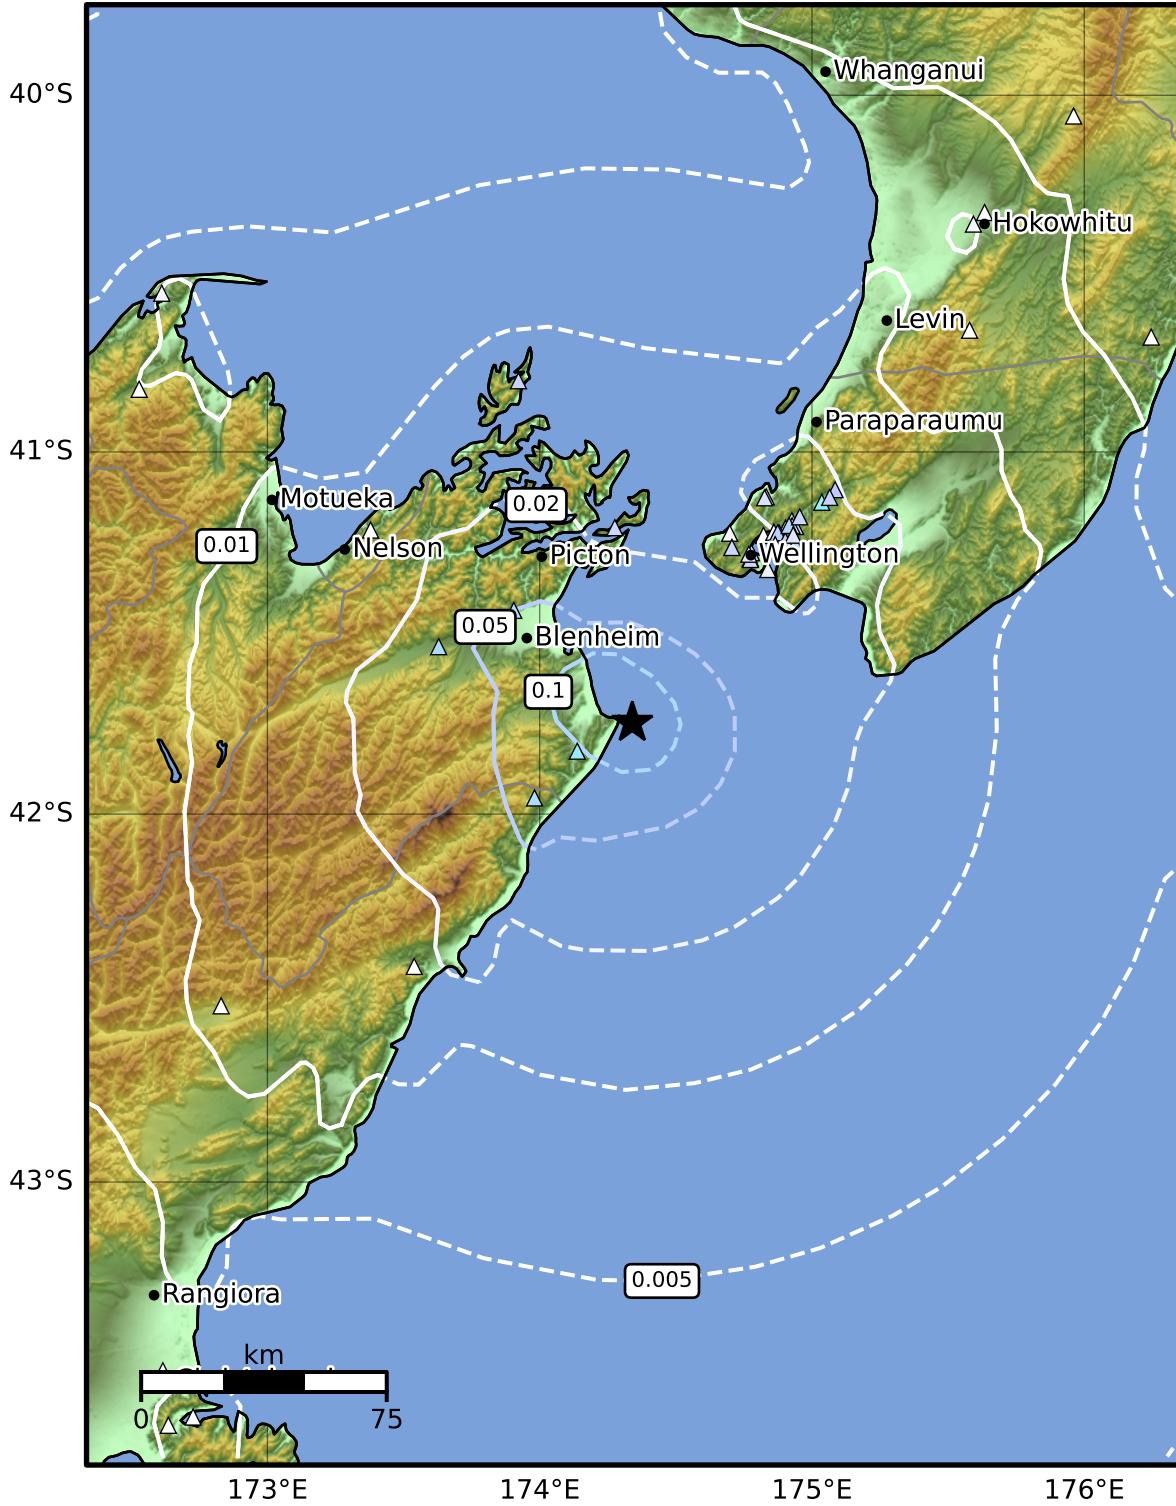 40°S
Whanganui
Hokowhitu
Levin
Paraparaumu
41°S
Motueka
0.02
0.01
Nelson
Picton
Wellington
0.05
Blenheim
0.1
42°S
43°S
0.005
Rangiora
km
0
75
173°E
174°E
175°E
176°E